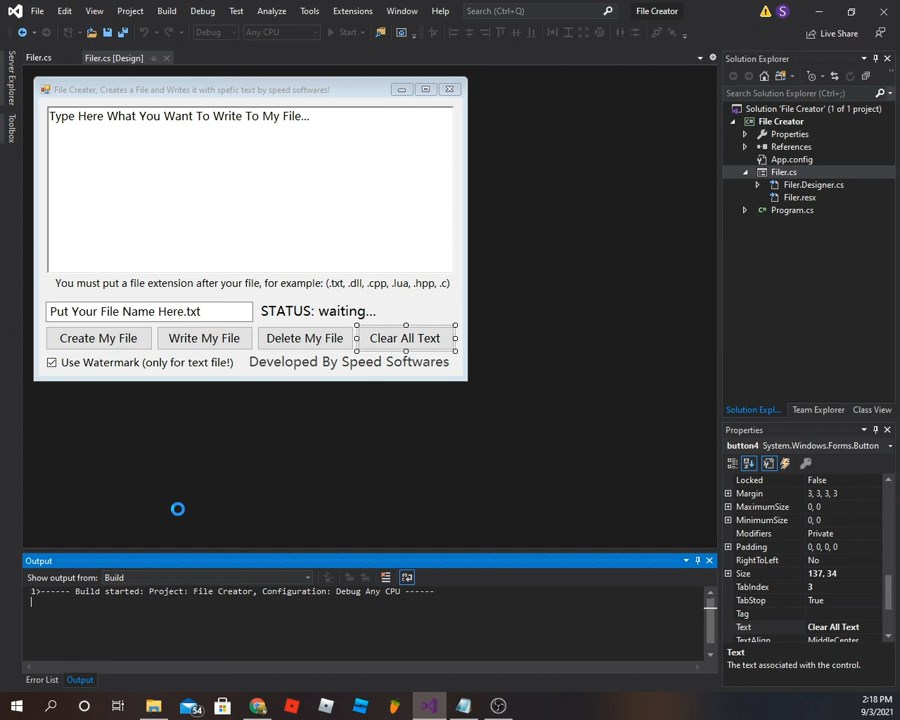 File Edit View Project Build Debug Test Analyze Tools Extensions Window Help Search (Ctrl+Q) File Creator S
Debug Any CPU Start Live Share
Filer.cs Filer.cs [Design]
Server Explorer
Toolbox
File Creater, Creates a File and Writes it with spefic text by speed softwares!
Type Here What You Want To Write To My File...
You must put a file extension after your file, for example: (.txt, .dll, .cpp, .lua, .hpp, .c)
Put Your File Name Here.txt STATUS: waiting...
Create My File Write My File Delete My File Clear All Text
Use Watermark (only for text file!) Developed By Speed Softwares
Solution Explorer
Search Solution Explorer (Ctrl+;)
Solution 'File Creator' (1 of 1 project)
File Creator
Properties
References
App.config
Filer.cs
Filer.Designer.cs
Filer.resx
Program.cs
Solution Expl... Team Explorer Class View
Properties
button4 System.Windows.Forms.Button
Locked False
Margin 3, 3, 3, 3
MaximumSize 0, 0
MinimumSize 0, 0
Modifiers Private
Padding 0, 0, 0, 0
RightToLeft No
Size 137, 34
TabIndex 3
TabStop True
Tag
Text Clear All Text
TextAlign MiddleCenter
Text
The text associated with the control.
Output
Show output from: Build
1>------ Build started: Project: File Creator, Configuration: Debug Any CPU ------
Error List Output
54
2:18 PM
9/3/2021